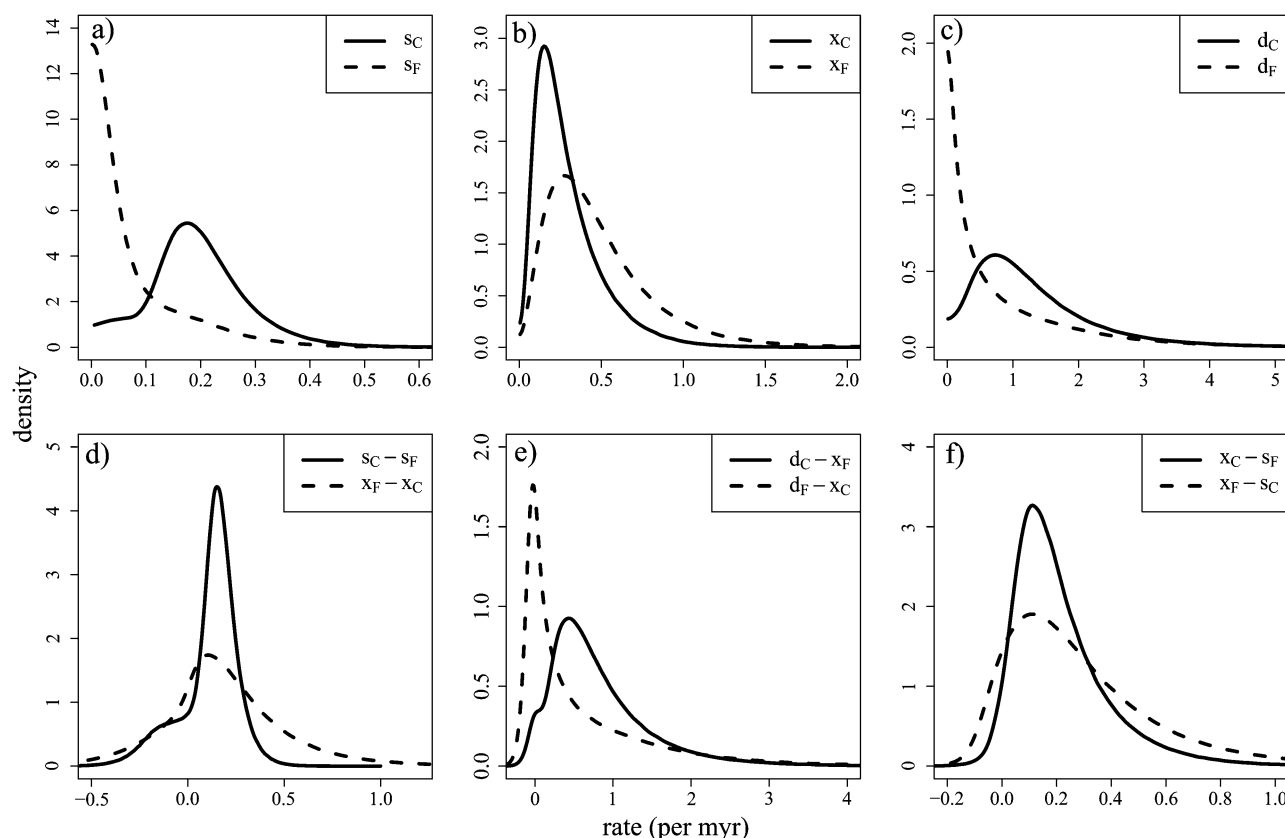 a)
s_C
s_F
0 2 4 6 8 10 12 14
0.0 0.1 0.2 0.3 0.4 0.5 0.6
b)
x_C
x_F
0.0 0.5 1.0 1.5 2.0 2.5 3.0
0.0 0.5 1.0 1.5 2.0
c)
d_C
d_F
0.0 0.5 1.0 1.5 2.0
0 1 2 3 4 5
density
d)
s_C − s_F
x_F − x_C
0 1 2 3 4 5
−0.5 0.0 0.5 1.0
e)
d_C − x_F
d_F − x_C
0.0 0.5 1.0 1.5 2.0
0 1 2 3 4
f)
x_C − s_F
x_F − s_C
0 1 2 3 4
−0.2 0.0 0.2 0.4 0.6 0.8 1.0
rate (per myr)